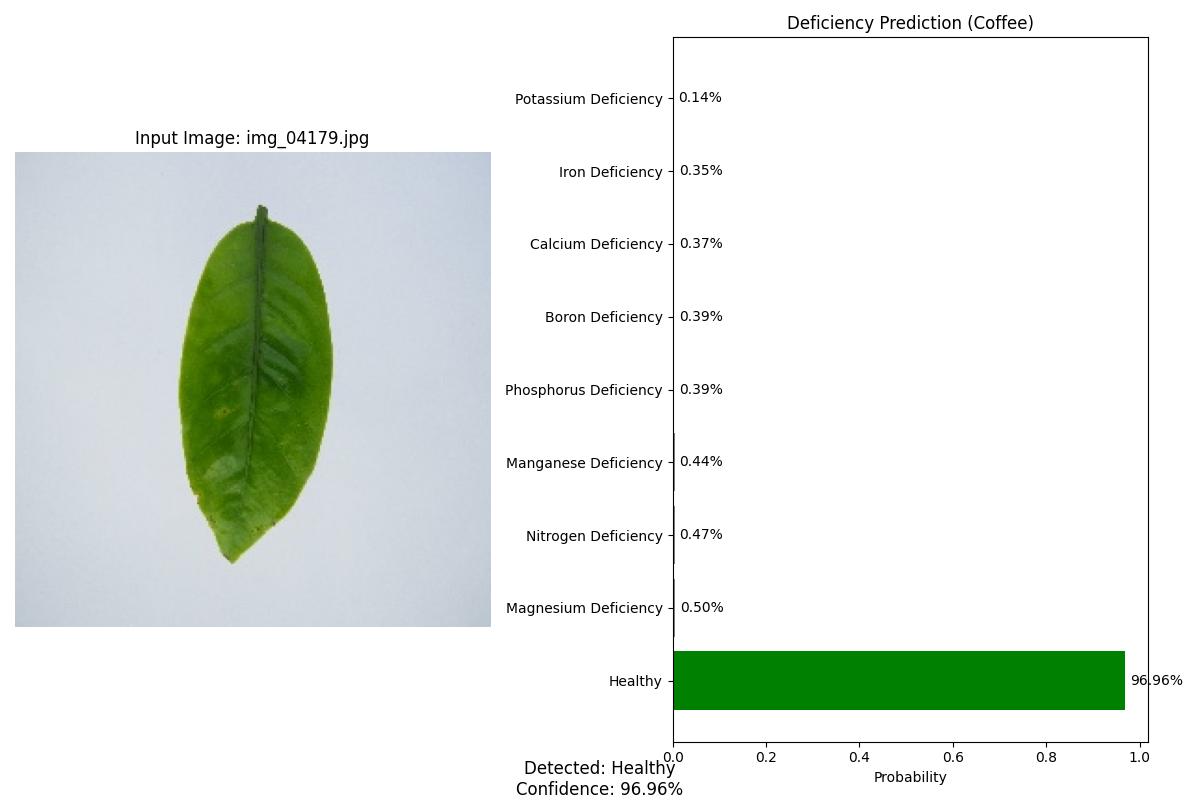 Deficiency Prediction (Coffee)
Input Image: img_04179.jpg
Potassium Deficiency 0.14%
Iron Deficiency 0.35%
Calcium Deficiency 0.37%
Boron Deficiency 0.39%
Phosphorus Deficiency 0.39%
Manganese Deficiency 0.44%
Nitrogen Deficiency 0.47%
Magnesium Deficiency 0.50%
Healthy 96.96%
0.0 0.2 0.4 0.6 0.8 1.0
Probability
Detected: Healthy
Confidence: 96.96%